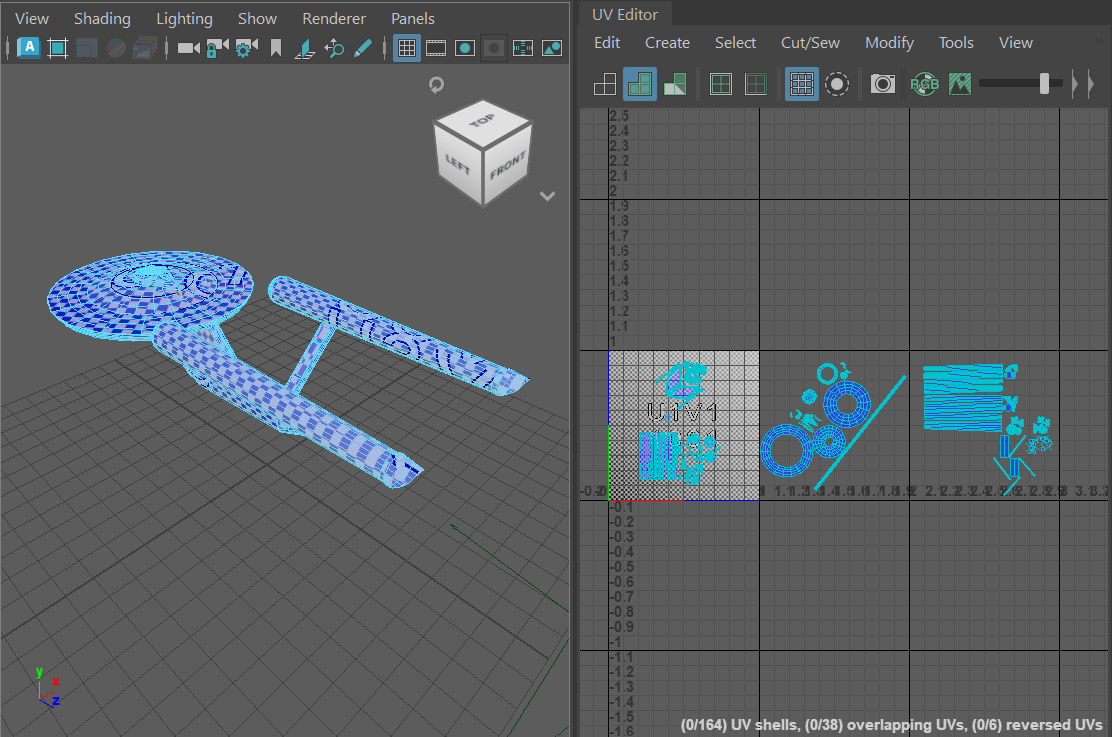 View Shading Lighting Show Renderer Panels
A
TOP
LEFT
FRONT
y
x
z
UV Editor
Edit Create Select Cut/Sew Modify Tools View
RGB
2.5
2.4
2.3
2.2
2.1
2
1.9
1.8
1.7
1.6
1.5
1.4
1.3
1.2
1.1
1
U1V1
-0.1
-0.2
-0.3
-0.4
-0.5
-0.6
-0.7
-0.8
-0.9
-1
-1.1
-1.2
-1.3
-1.4
-1.5
-1.6
(0/164) UV shells, (0/38) overlapping UVs, (0/6) reversed UVs